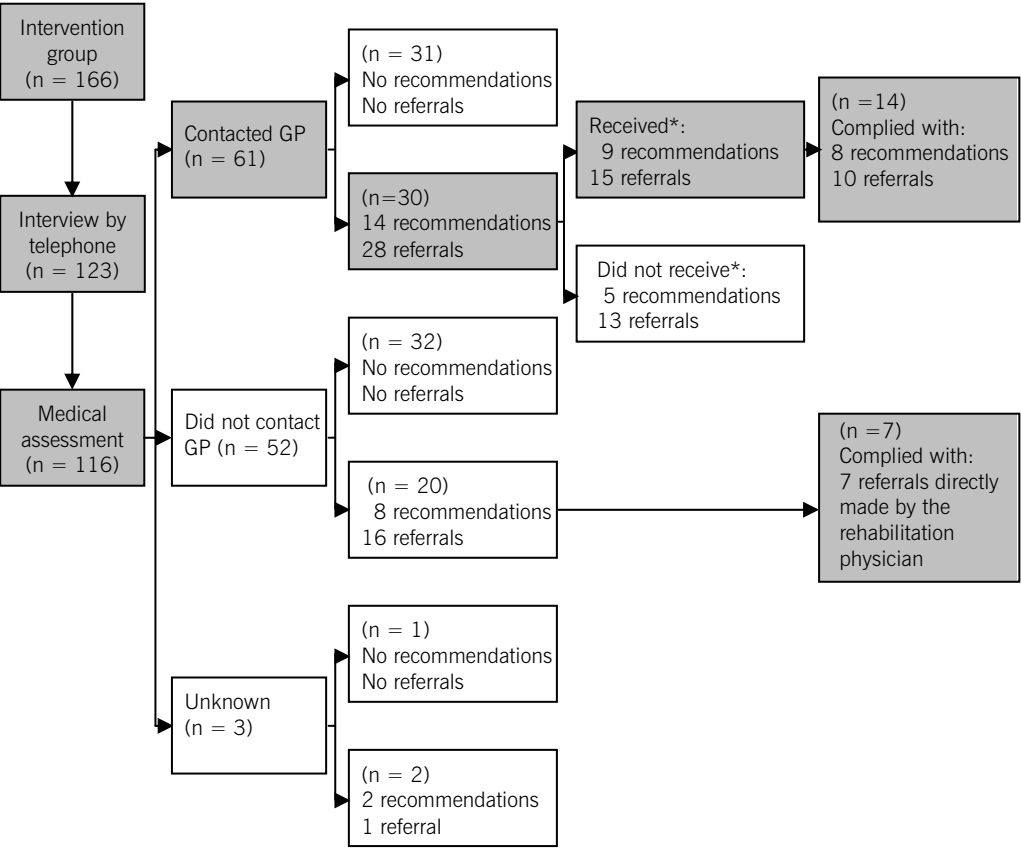 Intervention
group
(n = 166)
Interview by
telephone
(n = 123)
Medical
assessment
(n = 116)
Contacted GP
(n = 61)
(n = 31)
No recommendations
No referrals
(n=30)
14 recommendations
28 referrals
Received*:
9 recommendations
15 referrals
(n =14)
Complied with:
8 recommendations
10 referrals
Did not receive*:
5 recommendations
13 referrals
Did not contact
GP (n = 52)
(n = 32)
No recommendations
No referrals
(n = 20)
8 recommendations
16 referrals
(n =7)
Complied with:
7 referrals directly
made by the
rehabilitation
physician
Unknown
(n = 3)
(n = 1)
No recommendations
No referrals
(n = 2)
2 recommendations
1 referral